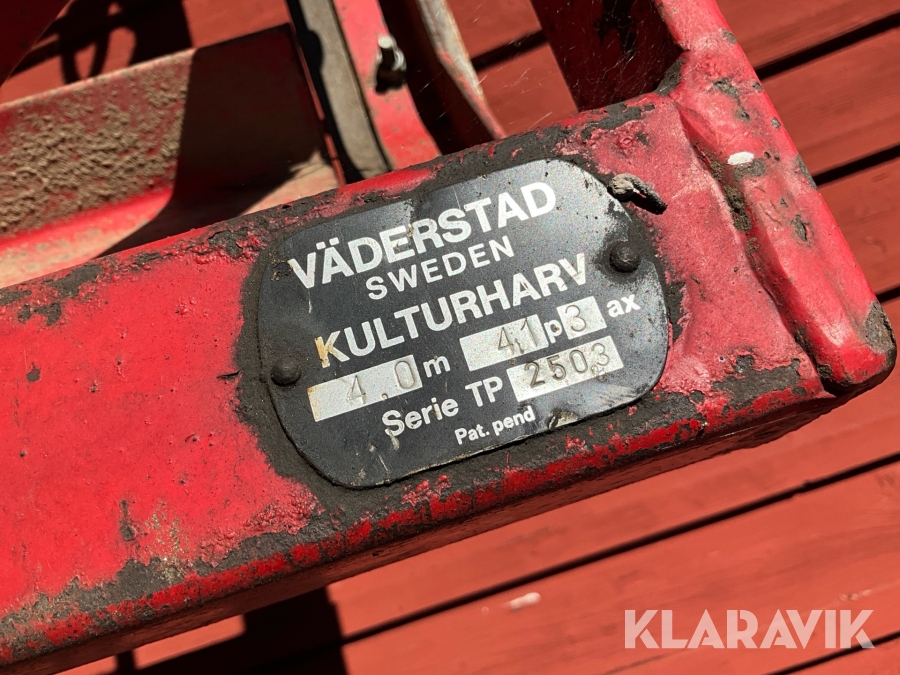 VÄDERSTAD
SWEDEN
KULTURHARV
4.0 m 41 p 3 ax
Serie TP 2503
Pat. pend
KLARAVIK